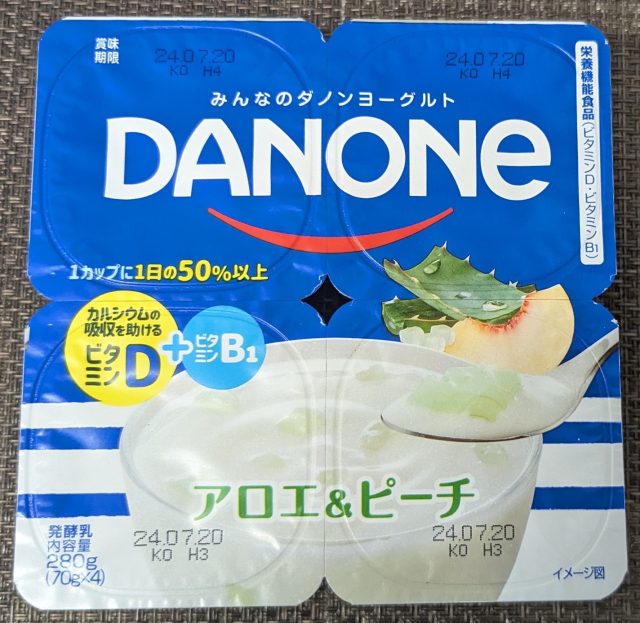 賞味
期限
24.07.20
KO H4
24.07.20
KO H4
栄養機能食品(ビタミンD・ビタミンB1)
みんなのダノンヨーグルト
DANONE
1カップに1日の50%以上
カルシウムの
吸収を助ける
ビタミンD
+
ビタミンB1
アロエ&ピーチ
発酵乳
内容量
280g
(70g×4)
24.07.20
KO H3
24.07.20
KO H3
イメージ図